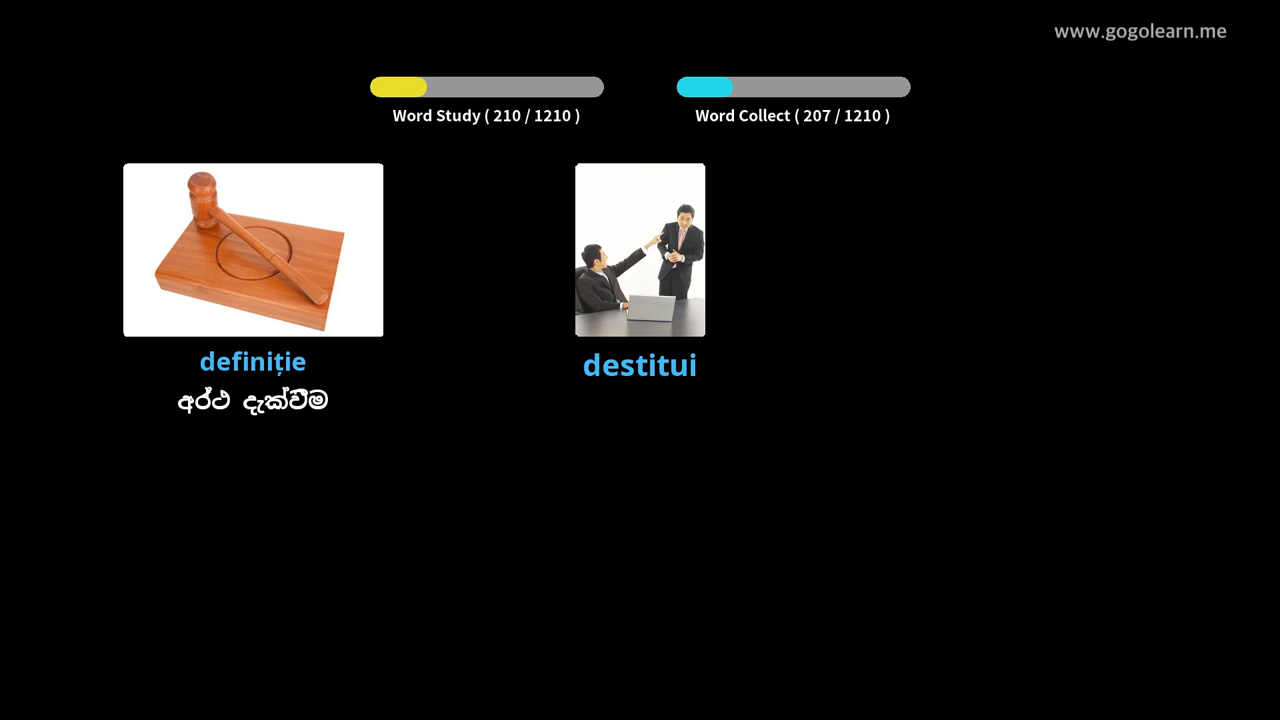 www.gogolearn.me
Word Study ( 210 / 1210 )
Word Collect ( 207 / 1210 )
definiție
අර්ථ දැක්වීම
destitui